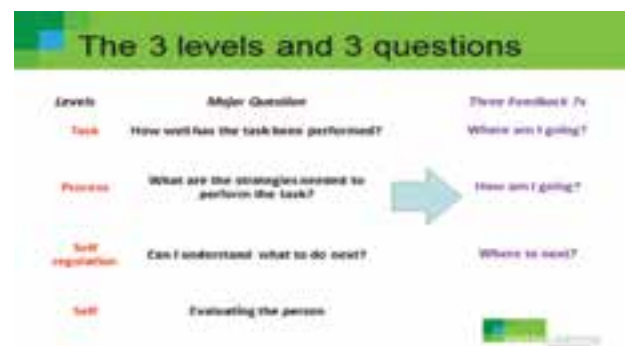 The 3 levels and 3 questions
Levels Major Question Three Feedback ?s
Task How well has the task been performed? Where am I going?
Process What are the strategies needed to
perform the task? How am I going?
Self
regulation Can I understand what to do next? Where to next?
Self Evaluating the person